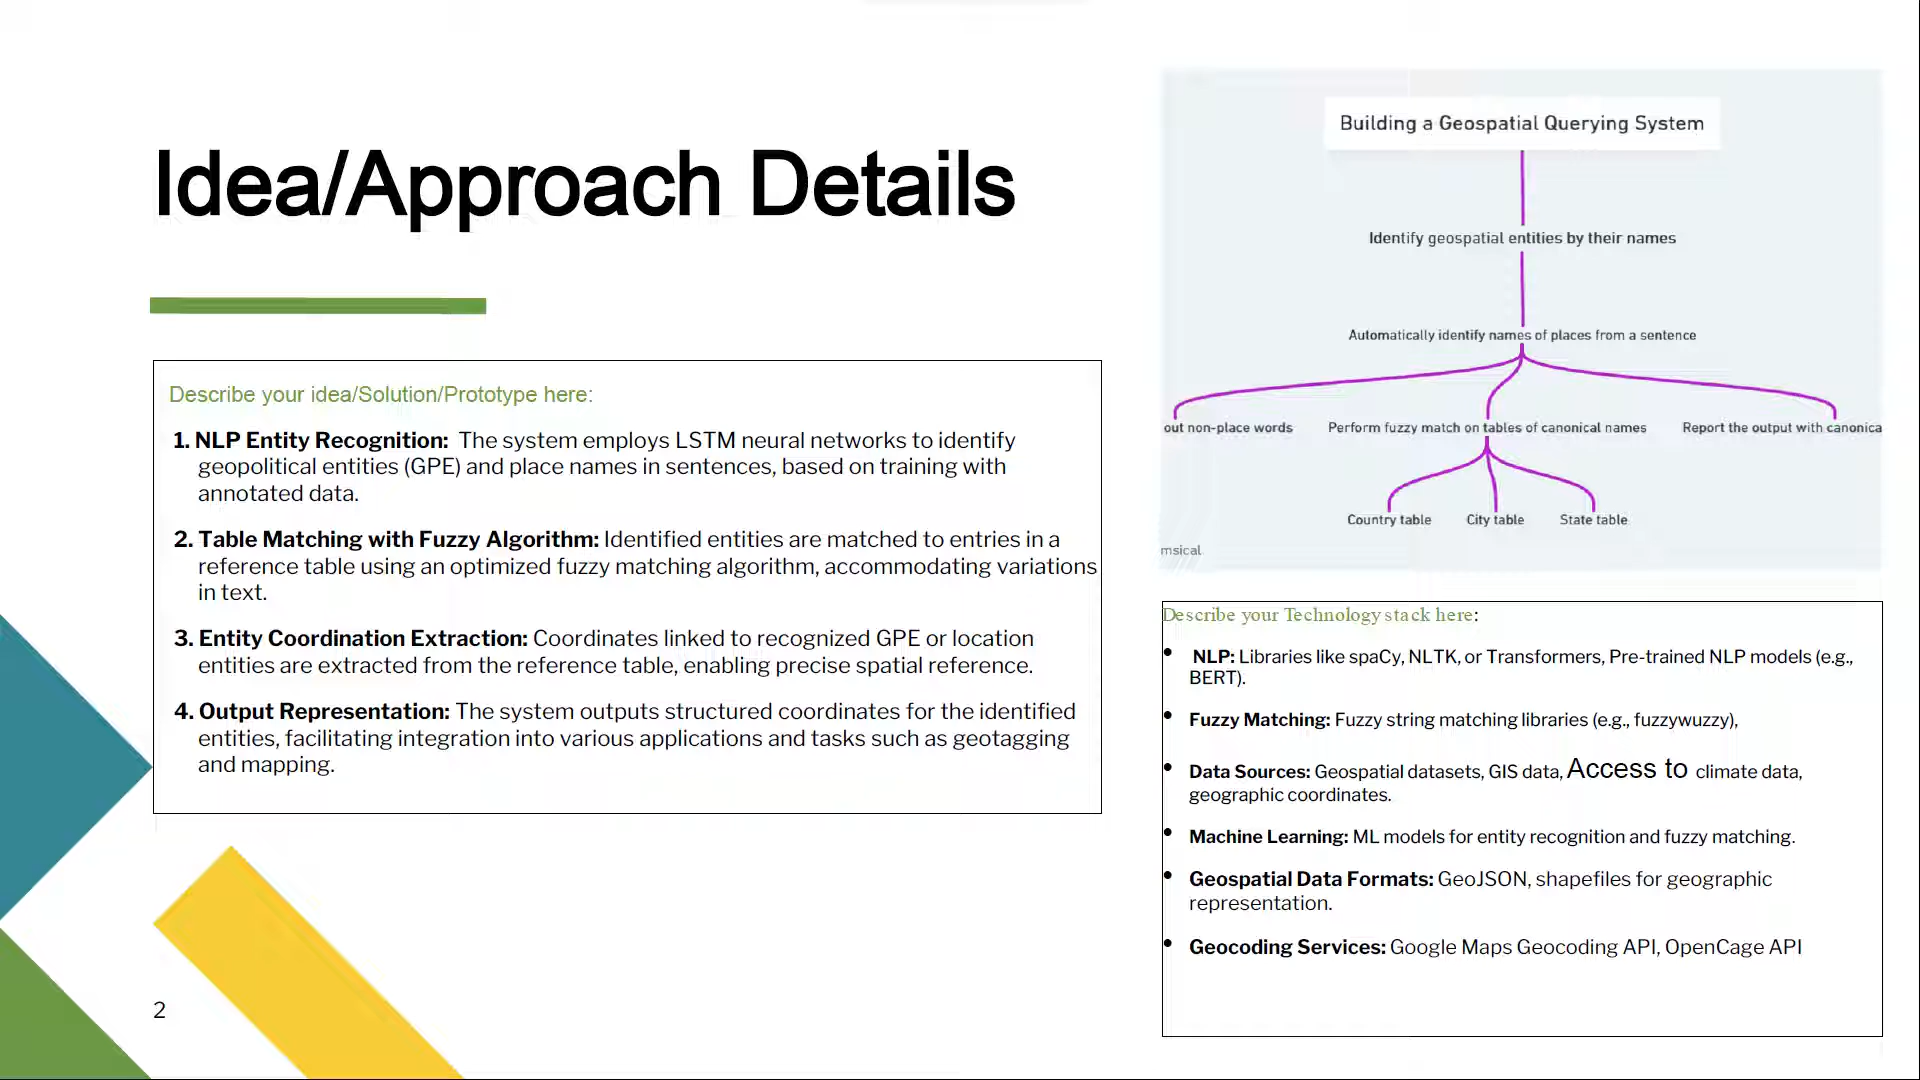 Idea/Approach Details
Describe your idea/Solution/Prototype here:
1. NLP Entity Recognition: The system employs LSTM neural networks to identify
geopolitical entities (GPE) and place names in sentences, based on training with
annotated data.
2. Table Matching with Fuzzy Algorithm: Identified entities are matched to entries in a
reference table using an optimized fuzzy matching algorithm, accommodating variations
in text.
3. Entity Coordination Extraction: Coordinates linked to recognized GPE or location
entities are extracted from the reference table, enabling precise spatial reference.
4. Output Representation: The system outputs structured coordinates for the identified
entities, facilitating integration into various applications and tasks such as geotagging
and mapping.
2
Building a Geospatial Querying System
Identify geospatial entities by their names
Automatically identify names of places from a sentence
out non-place words Perform fuzzy match on tables of canonical names Report the output with canonica
Country table City table State table
msical
Describe your Technology stack here:
• NLP: Libraries like spaCy, NLTK, or Transformers, Pre-trained NLP models (e.g.,
BERT).
• Fuzzy Matching: Fuzzy string matching libraries (e.g., fuzzywuzzy),
• Data Sources: Geospatial datasets, GIS data, Access to climate data,
geographic coordinates.
• Machine Learning: ML models for entity recognition and fuzzy matching.
• Geospatial Data Formats: GeoJSON, shapefiles for geographic
representation.
• Geocoding Services: Google Maps Geocoding API, OpenCage API